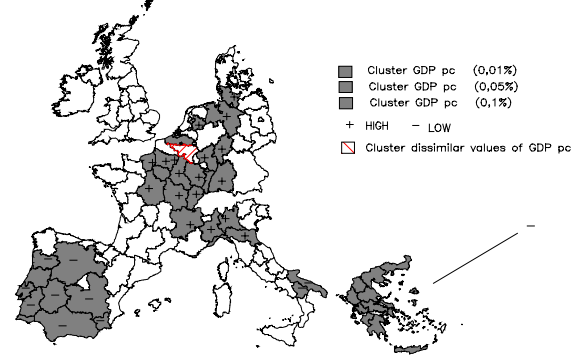 Cluster GDP pc (0,01%)
Cluster GDP pc (0,05%)
Cluster GDP pc (0,1%)
+ HIGH − LOW
Cluster dissimilar values of GDP pc